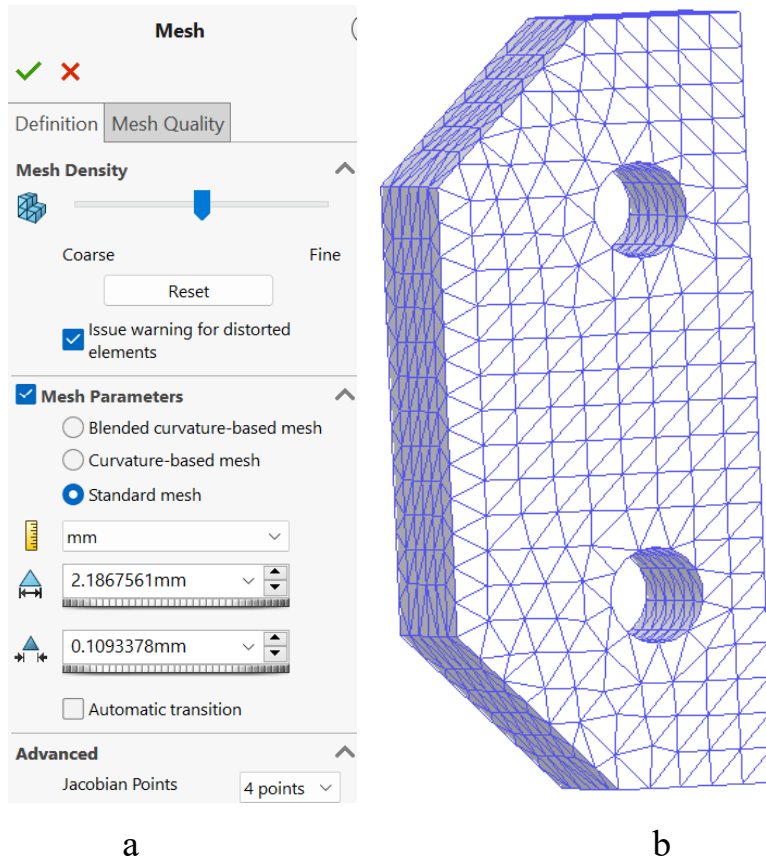 Mesh
Definition
Mesh Quality
Mesh Density
Coarse
Fine
Reset
Issue warning for distorted
elements
Mesh Parameters
Blended curvature-based mesh
Curvature-based mesh
Standard mesh
mm
2.1867561mm
0.1093378mm
Automatic transition
Advanced
Jacobian Points
4 points
a
b